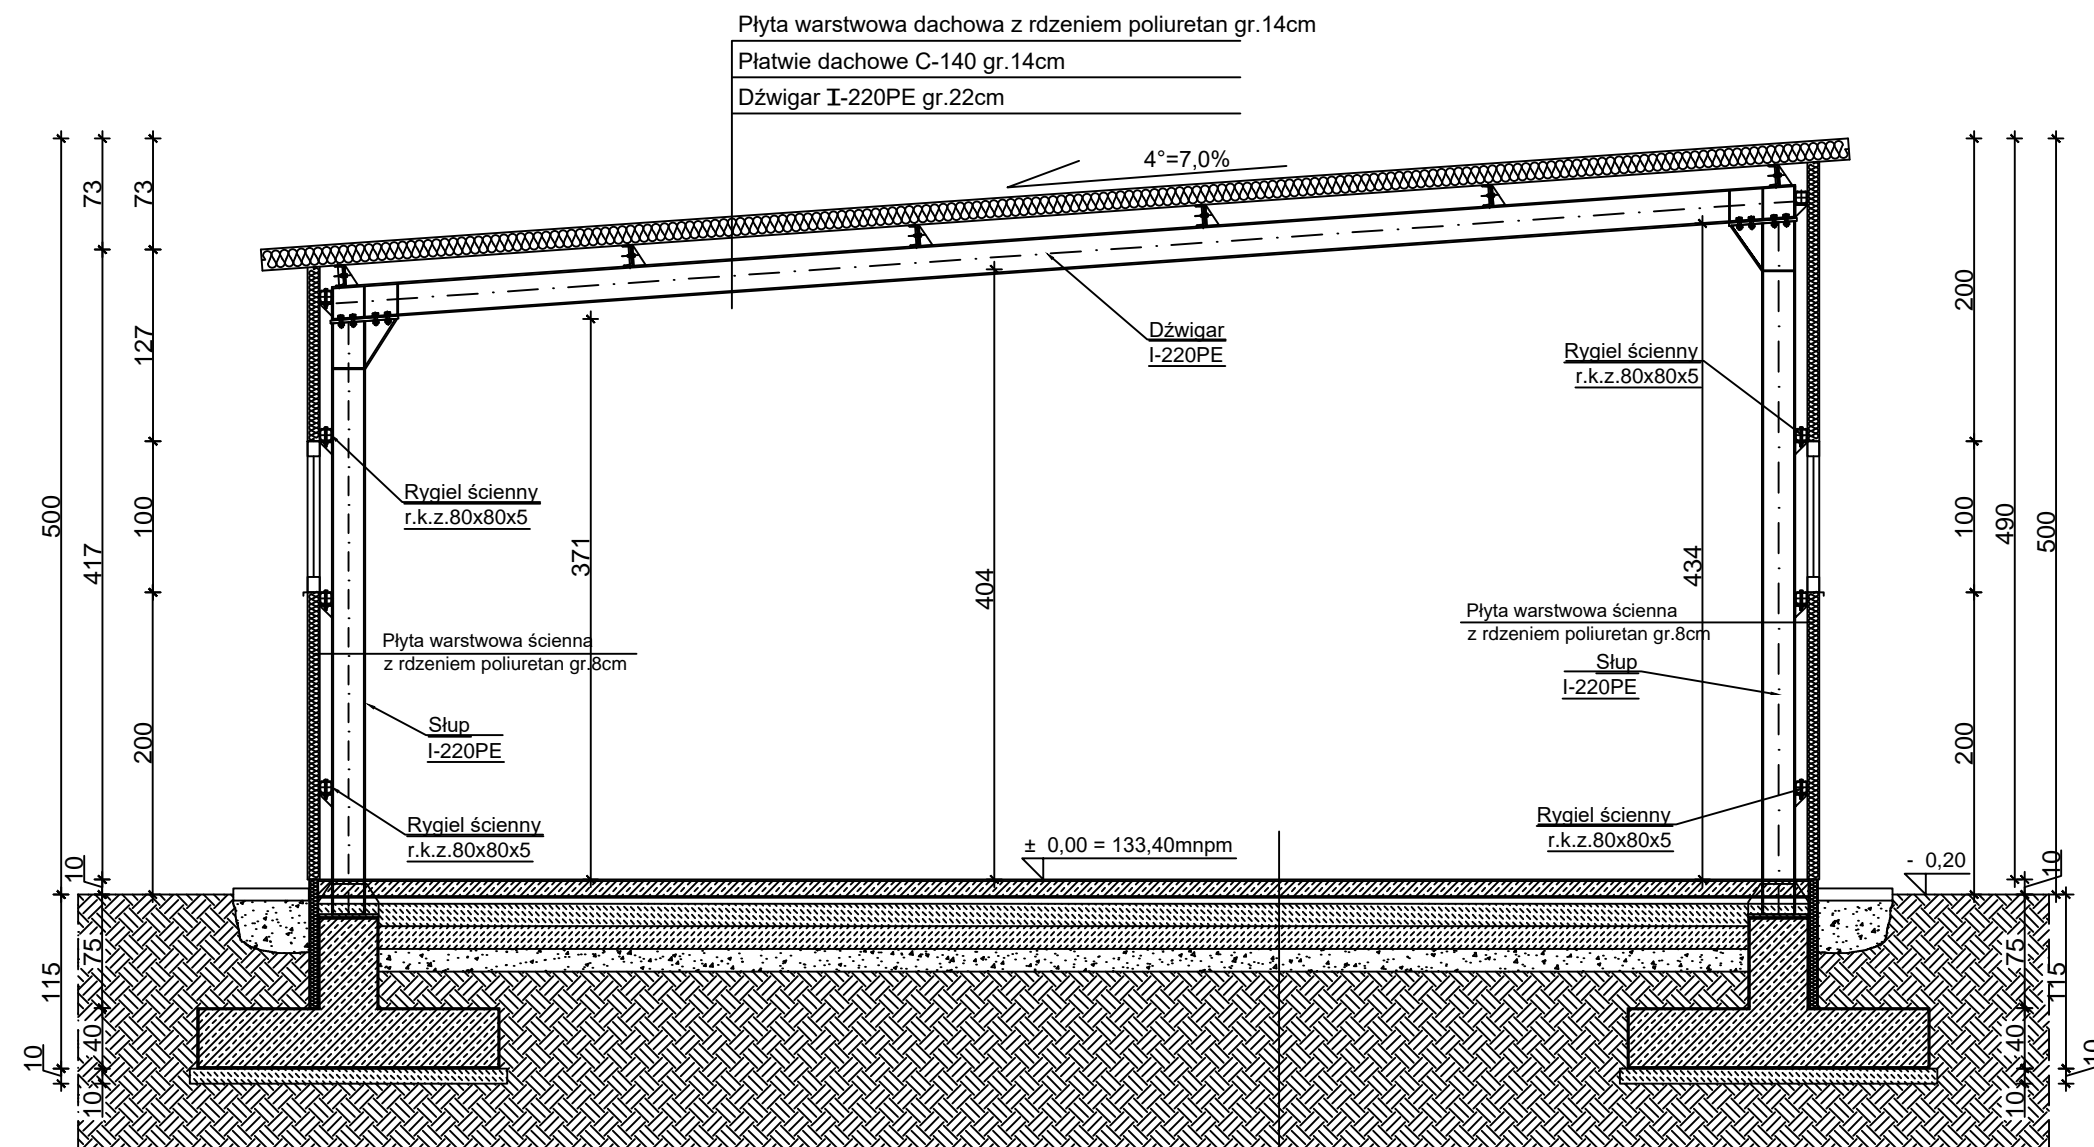 Płyta warstwowa dachowa z rdzeniem poliuretan gr.14cm
Płatwie dachowe C-140 gr.14cm
Dźwigar I-220PE gr.22cm
4°=7,0%
73
73
127
200
500
417
100
200
10
75
115
40
10
10
371
404
434
Dźwigar
I-220PE
Rygiel ścienny
r.k.z.80x80x5
Rygiel ścienny
r.k.z.80x80x5
Płyta warstwowa ścienna
z rdzeniem poliuretan gr.8cm
Płyta warstwowa ścienna
z rdzeniem poliuretan gr.8cm
Słup
I-220PE
Słup
I-220PE
Rygiel ścienny
r.k.z.80x80x5
Rygiel ścienny
r.k.z.80x80x5
± 0,00 = 133,40mnpm
- 0,20
100
490
500
200
10
75
115
40
10
10